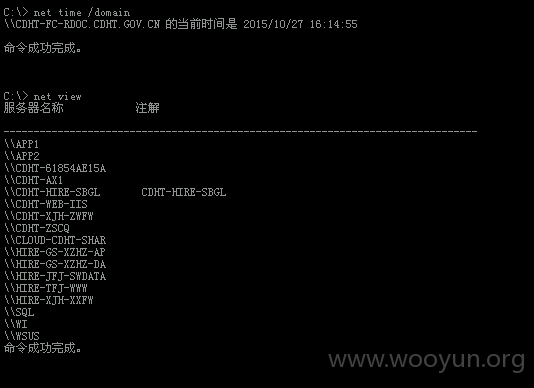 C:\> net time /domain
\\CDHT-FC-RDOC.CDHT.GOV.CN 的当前时间是 2015/10/27 16:14:55
命令成功完成。
C:\> net view
服务器名称 注解
-------------------------------------------------------------------------------
\\APP1
\\APP2
\\CDHT-61854AE15A
\\CDHT-AX1
\\CDHT-HIRE-SBGL CDHT-HIRE-SBGL
\\CDHT-WEB-IIS
\\CDHT-XJH-ZWFW
\\CDHT-ZSCQ
\\CLOUD-CDHT-SHAR
\\HIRE-GS-XZHZ-AP
\\HIRE-GS-XZHZ-DA
\\HIRE-JFJ-SWDATA
\\HIRE-TFJ-WWW
\\HIRE-XJH-XXFW
\\SQL
\\WI
\\WSUS
命令成功完成。
www.wooyun.org